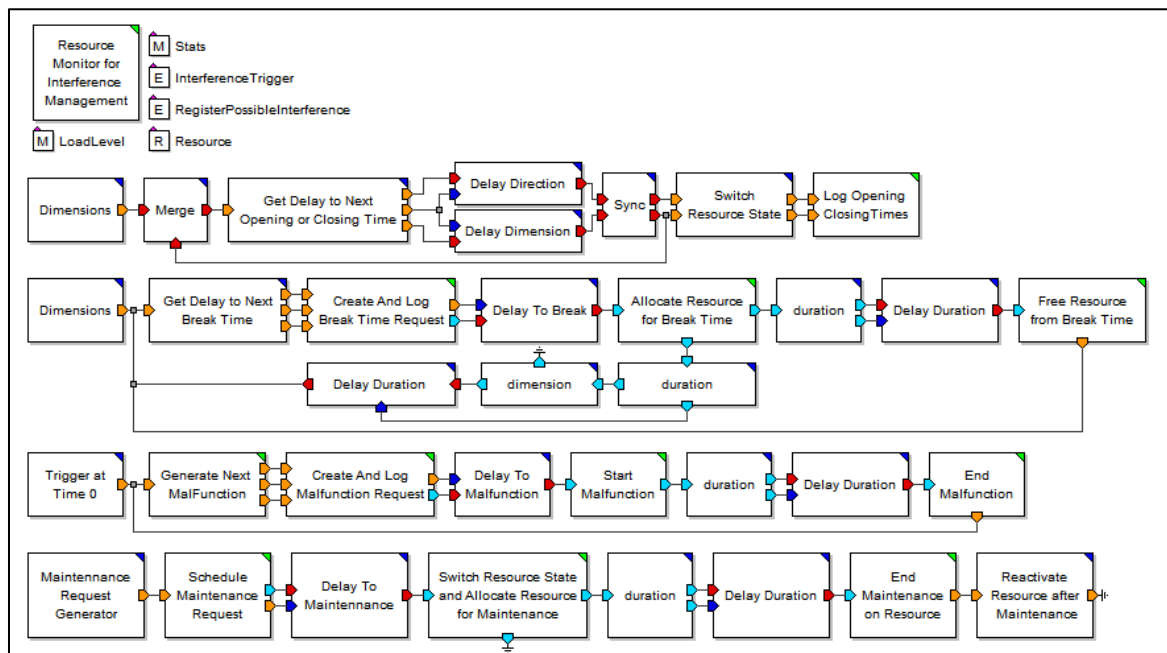 Resource
Monitor for
Interference
Management
M Stats
E InterferenceTrigger
E RegisterPossibleInterference
M LoadLevel
R Resource
Dimensions
Merge
Get Delay to Next
Opening or Closing Time
Delay Direction
Delay Dimension
Sync
Switch
Resource State
Log Opening
ClosingTimes
Dimensions
Get Delay to Next
Break Time
Create And Log
Break Time Request
Delay To Break
Allocate Resource
for Break Time
duration
Delay Duration
Free Resource
from Break Time
Delay Duration
dimension
duration
Trigger at
Time 0
Generate Next
MalFunction
Create And Log
Malfunction Request
Delay To
Malfunction
Start
Malfunction
duration
Delay Duration
End
Malfunction
Maintennance
Request
Generator
Schedule
Maintenance
Request
Delay To
Maintennance
Switch Resource State
and Allocate Resource
for Maintenance
duration
Delay Duration
End
Maintenance
on Resource
Reactivate
Resource after
Maintenance